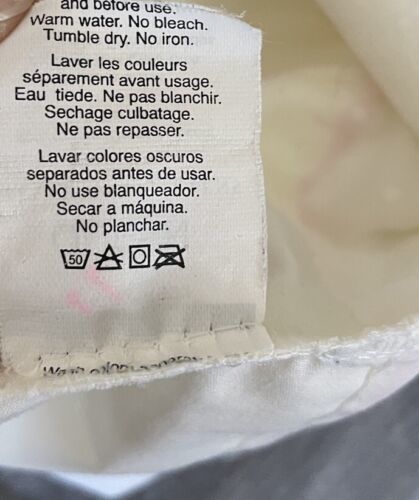 and before use.
Warm water. No bleach.
Tumble dry. No iron.
Laver les couleurs
séparement avant usage.
Eau tiede. Ne pas blanchir.
Sechage culbatage.
Ne pas repasser.
Lavar colores oscuros
separados antes de usar.
No use blanqueador.
Secar a máquina.
No planchar.
50